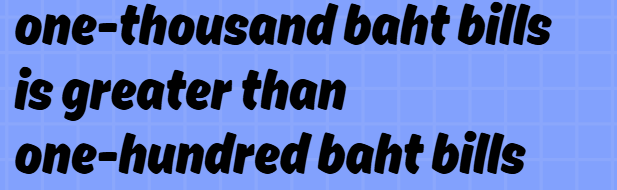 one-thousand baht bills
is greater than
one-hundred baht bills